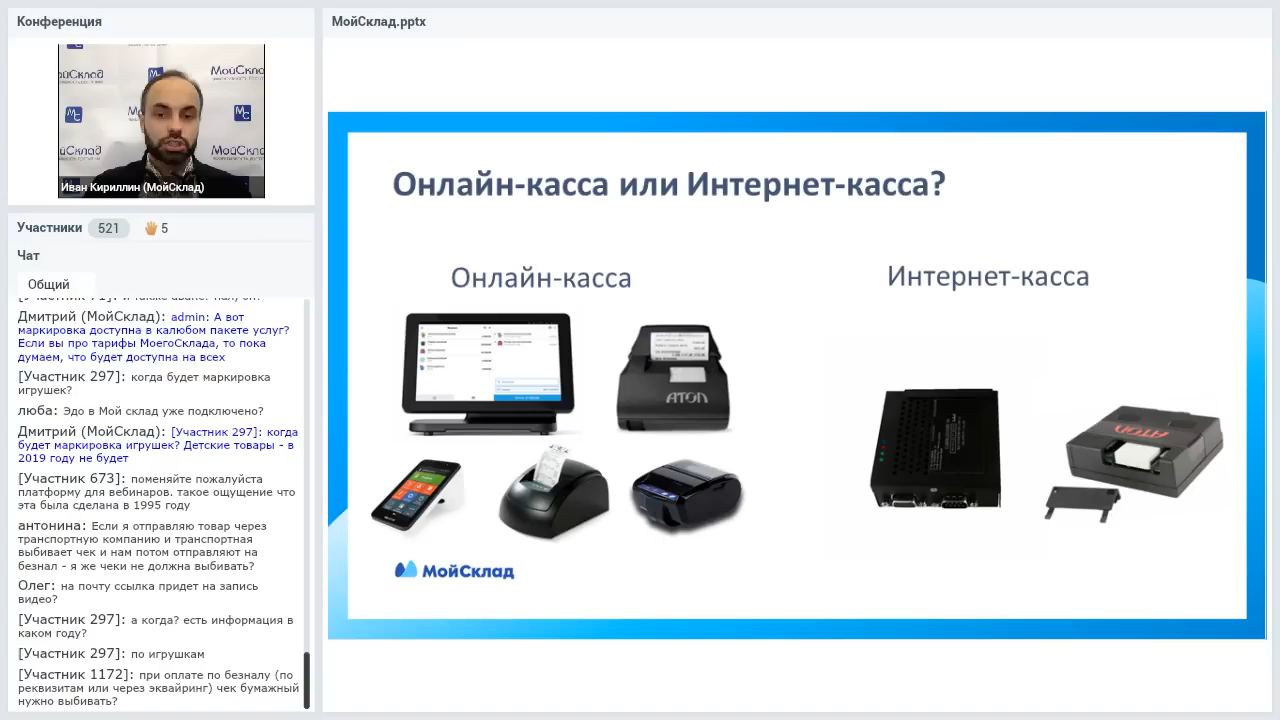 Конференция
МойСклад
МойСклад
МойСклад
Иван Кириллин (МойСклад)
Участники 521 5
Чат
Общий
Дмитрий (МойСклад): admin: А вот
маркировка доступна в калюбом пакете услуг?
Если вы про тарифы МоегоСклада, то пока
думаем, что будет доступна на всех
[Участник 297]: когда будет маркировка
игрушек?
люба: Эдо в Мой склад уже подключено?
Дмитрий (МойСклад): [Участник 297]: когда
будет маркировка игрушек? Детские товары - в
2019 году не будет
[Участник 673]: поменяйте пожалуйста
платформу для вебинаров. такое ощущение что
эта была сделана в 1995 году
антонина: Если я отправляю товар через
транспортную компанию и транспортная
выбивает чек и нам потом отправляют на
безнал - я же чеки не должна выбивать?
Олег: на почту ссылка придет на запись
видео?
[Участник 297]: а когда? есть информация в
каком году?
[Участник 297]: по игрушкам
[Участник 1172]: при оплате по безналу (по
реквизитам или через эквайринг) чек бумажный
нужно выбивать?
МойСклад.pptx
Онлайн-касса или Интернет-касса?
Онлайн-касса
Интернет-касса
АТОЛ
АТОЛ
МойСклад